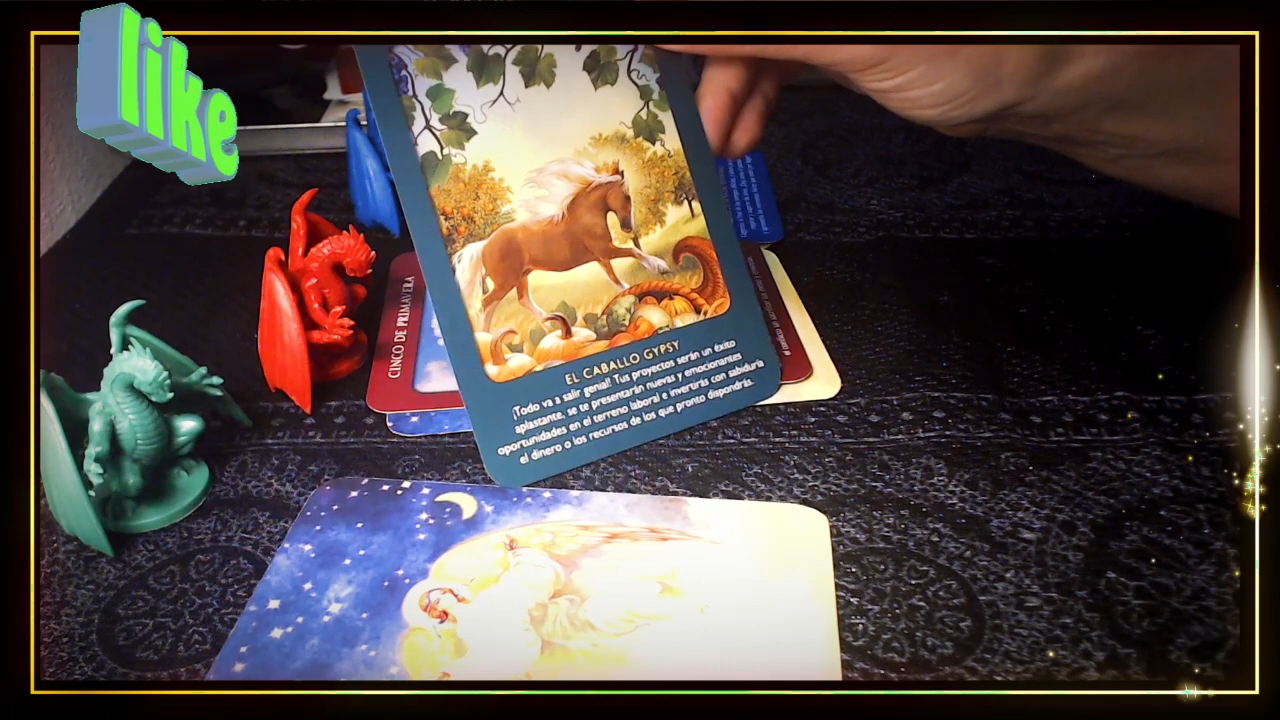 like
CINCO DE PRIMAVERA
EL CABALLO GYPSY
¡Todo va a salir genial! Tus proyectos serán un éxito
aplastante, se te presentarán nuevas y emocionantes
oportunidades en el terreno laboral e invertirás con sabiduría
el dinero o los recursos de los que pronto dispondrás.